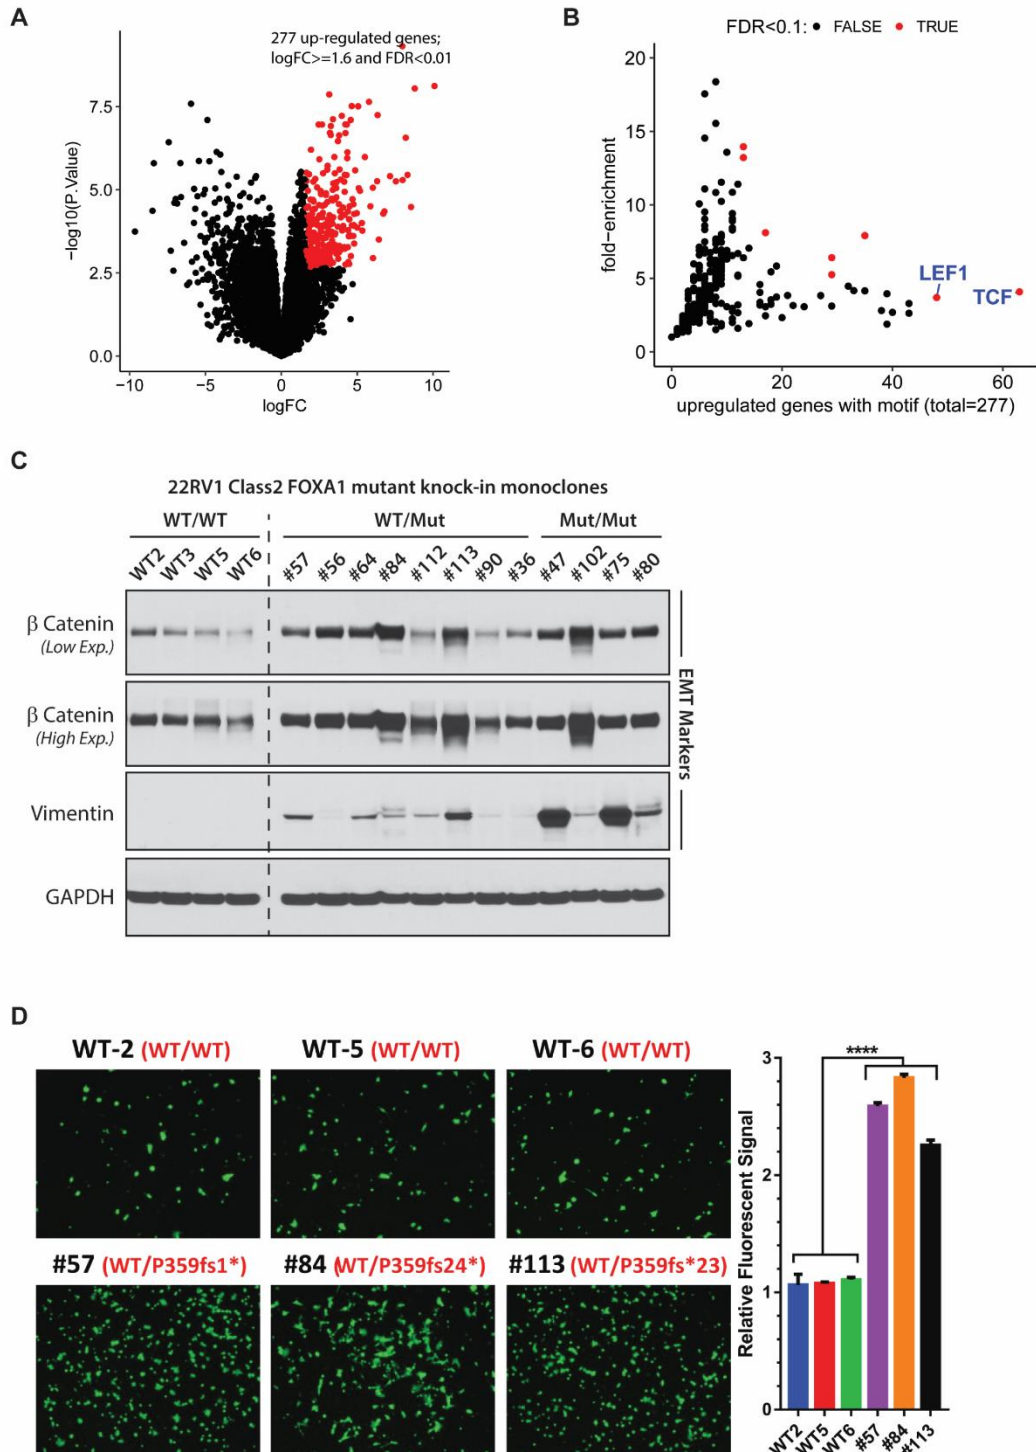 A
277 up-regulated genes;
logFC>=1.6 and FDR<0.01
7.5
5.0
2.5
0.0
−log10(P.Value)
−10
−5
0
5
10
logFC
B
FDR<0.1: FALSE TRUE
20
15
10
5
0
fold−enrichment
LEF1
TCF
0
20
40
60
upregulated genes with motif (total=277)
C
22RV1 Class2 FOXA1 mutant knock-in monoclones
WT/WT
WT/Mut
Mut/Mut
WT2
WT3
WT5
WT6
#57
#56
#64
#84
#112
#113
#90
#36
#47
#102
#75
#80
β Catenin
(Low Exp.)
β Catenin
(High Exp.)
Vimentin
GAPDH
EMT Markers
D
WT-2 (WT/WT)
WT-5 (WT/WT)
WT-6 (WT/WT)
#57 (WT/P359fs1*)
#84 (WT/P359fs24*)
#113 (WT/P359fs*23)
Relative Fluorescent Signal
3
2
1
0
****
WT2
WT5
WT6
#57
#84
#113